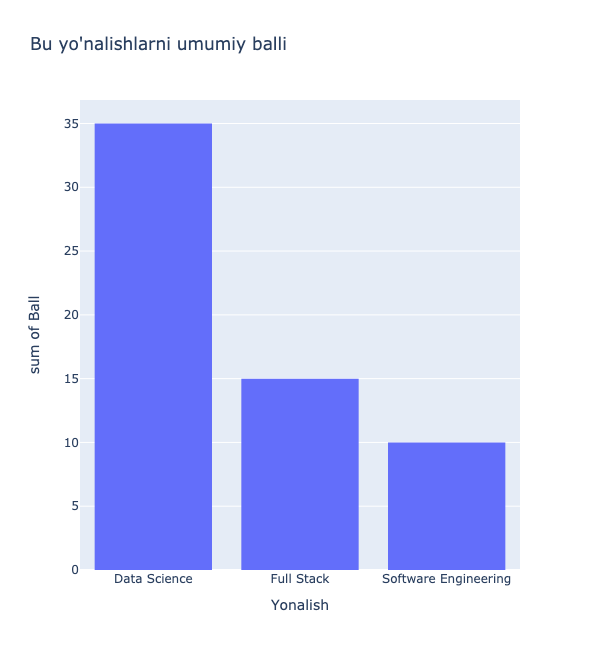 Bu yo'nalishlarni umumiy balli
35
30
25
20
15
10
5
0
sum of Ball
Data Science Full Stack Software Engineering
Yonalish